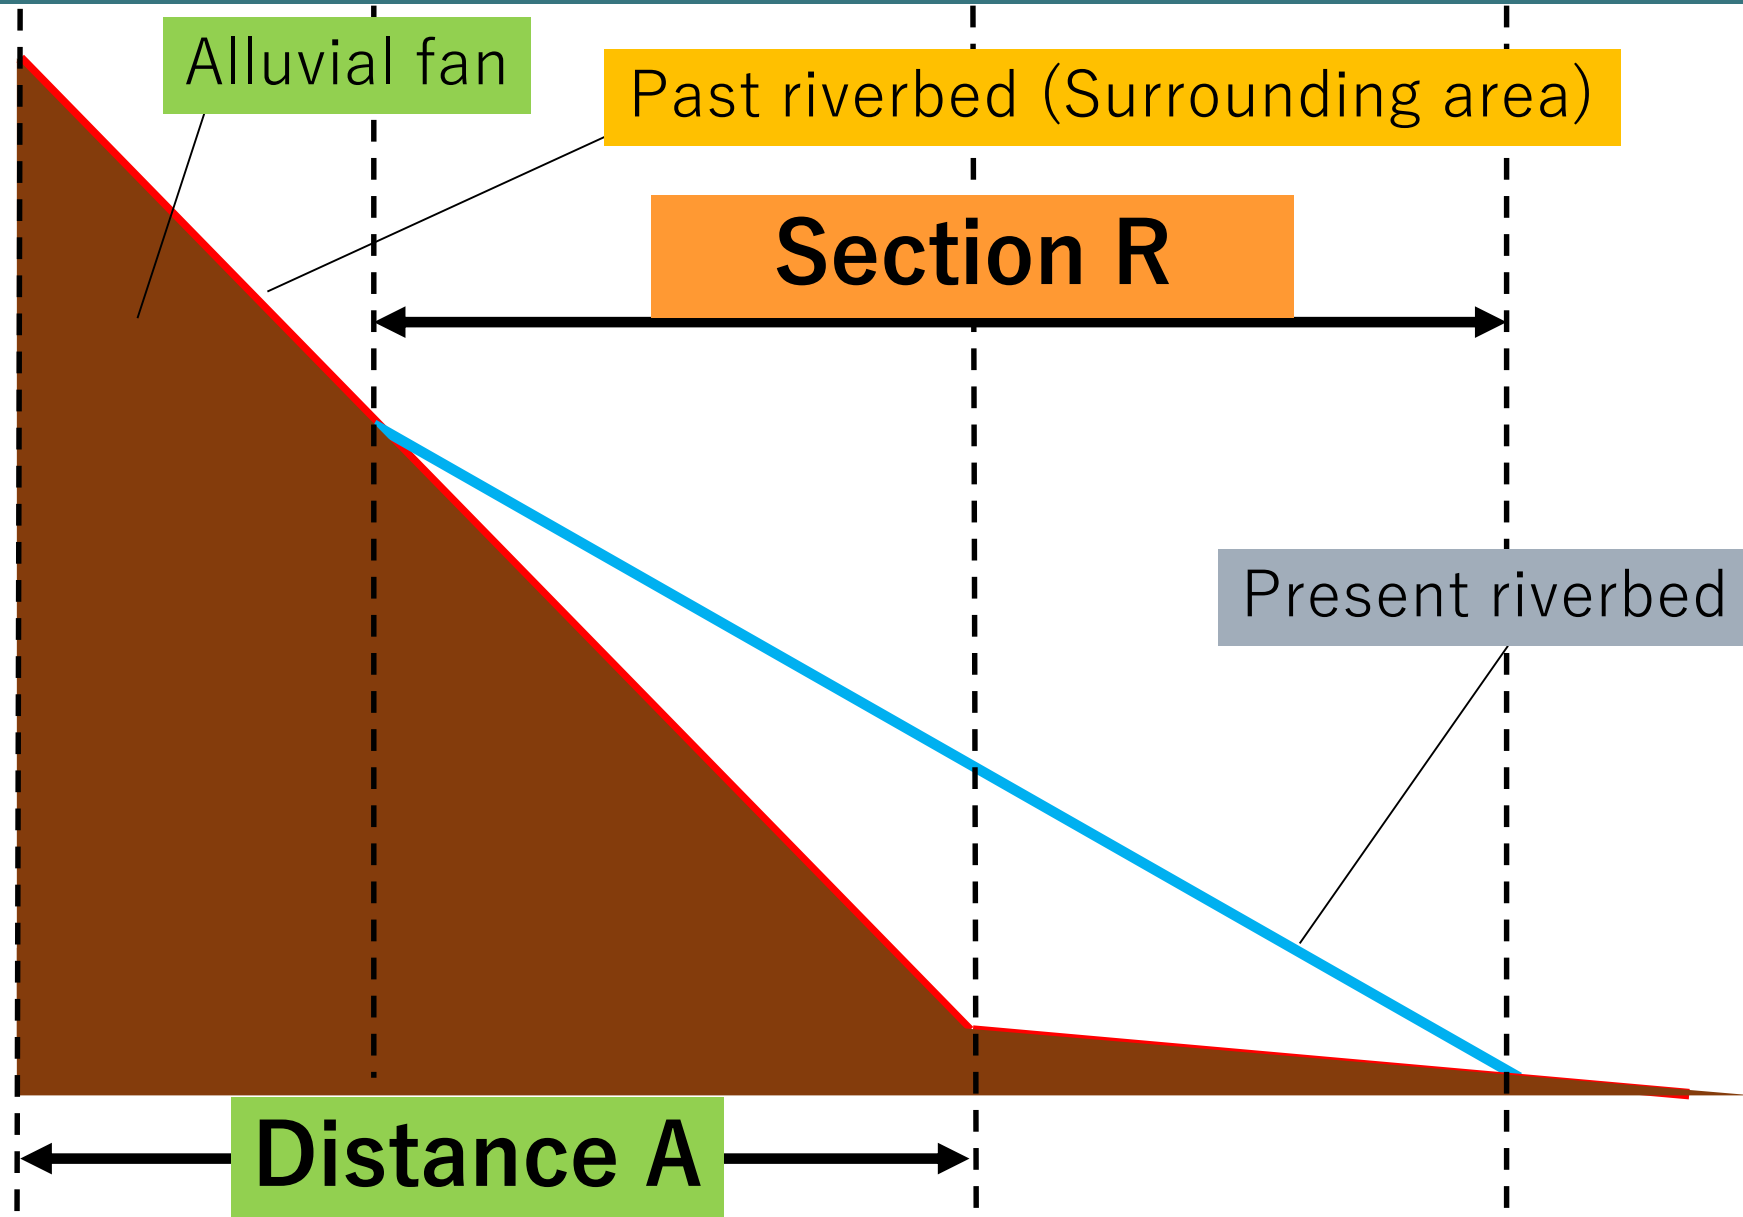 Alluvial fan
Past riverbed (Surrounding area)
Section R
Present riverbed
Distance A